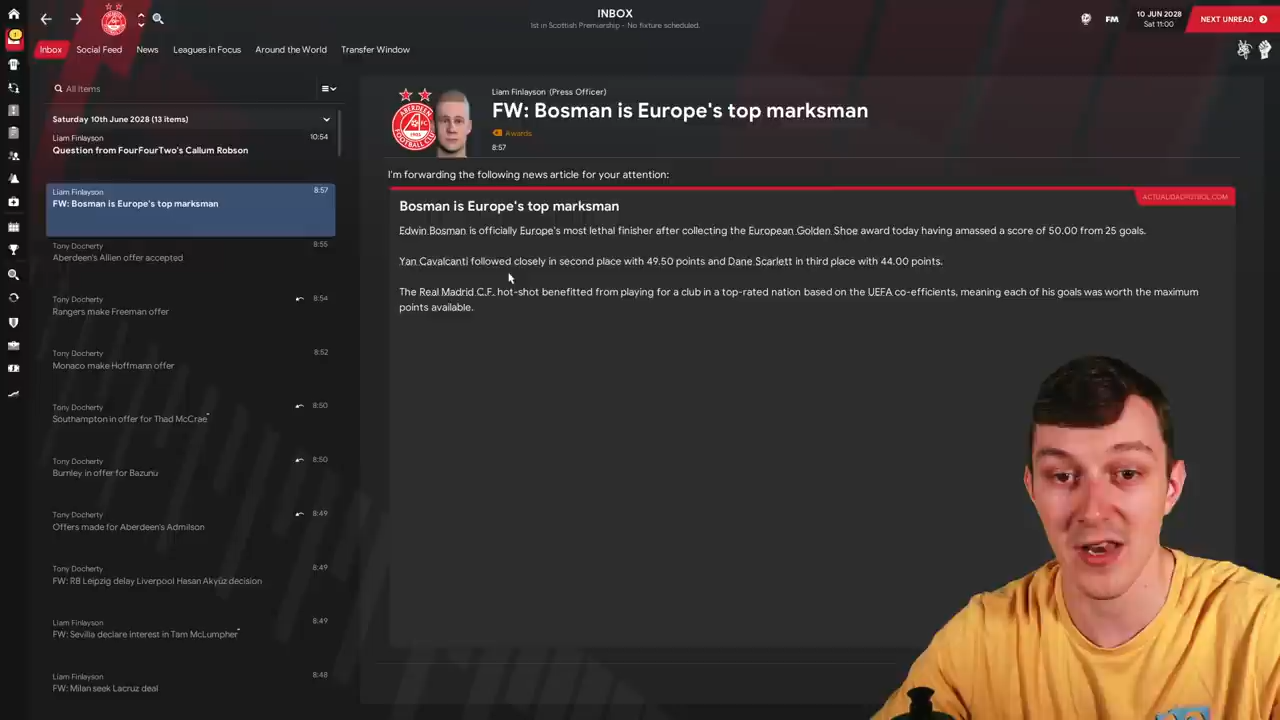 INBOX
1st in Scottish Premiership - No fixture scheduled.
FM
10 JUN 2028
Sat 11:00
NEXT UNREAD
Inbox Social Feed News Leagues in Focus Around the World Transfer Window
All Items
Saturday 10th June 2028 (13 items)
Liam Finlayson 10:54
Question from FourFourTwo's Callum Robson
Liam Finlayson 8:57
FW: Bosman is Europe's top marksman
Tony Docherty 8:55
Aberdeen's Allien offer accepted
Tony Docherty 8:54
Rangers make Freeman offer
Tony Docherty 8:52
Monaco make Hoffmann offer
Tony Docherty 8:50
Southampton in offer for Thad McCrae
Tony Docherty 8:50
Burnley in offer for Bazunu
Tony Docherty 8:49
Offers made for Aberdeen's Admilson
Tony Docherty 8:49
FW: RB Leipzig delay Liverpool Hasan Akyüz decision
Liam Finlayson 8:49
FW: Sevilla declare interest in Tam McLumpher
Liam Finlayson 8:48
FW: Milan seek Lacruz deal
ABERDEEN
FOOTBALL CLUB
1903
Liam Finlayson (Press Officer)
FW: Bosman is Europe's top marksman
Awards
8:57
I'm forwarding the following news article for your attention:
ACTUALIDADFUTBOL.COM
Bosman is Europe's top marksman
Edwin Bosman is officially Europe's most lethal finisher after collecting the European Golden Shoe award today having amassed a score of 50.00 from 25 goals.
Yan Cavalcanti followed closely in second place with 49.50 points and Dane Scarlett in third place with 44.00 points.
The Real Madrid C.F. hot-shot benefitted from playing for a club in a top-rated nation based on the UEFA co-efficients, meaning each of his goals was worth the maximum
points available.